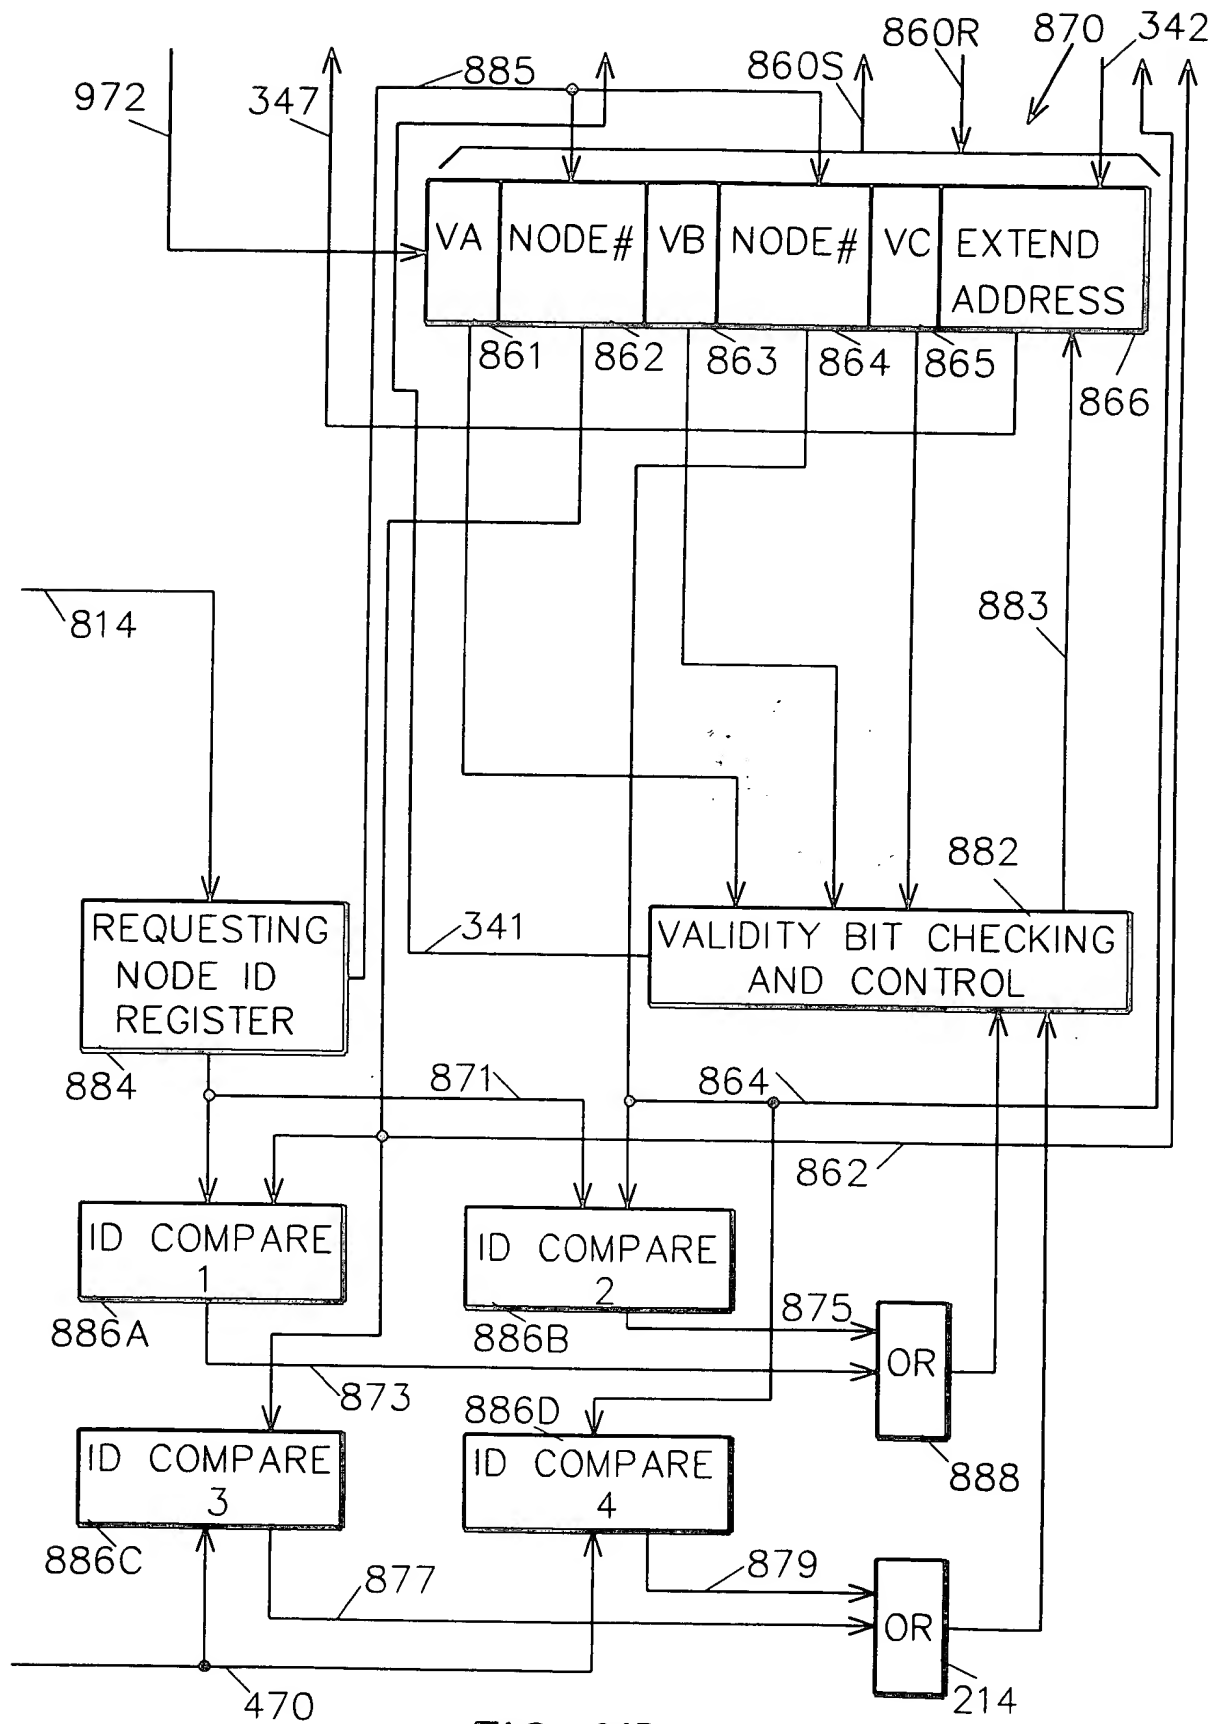 860R
870
342
885
860S
972
347
VA
NODE#
VB
NODE#
VC
EXTEND
ADDRESS
861
862
863
864
865
866
814
883
882
REQUESTING
NODE ID
REGISTER
341
VALIDITY BIT CHECKING
AND CONTROL
884
871
864
862
ID COMPARE
1
ID COMPARE
2
886A
886B
875
OR
873
886D
888
ID COMPARE
3
ID COMPARE
4
886C
877
879
OR
470
214